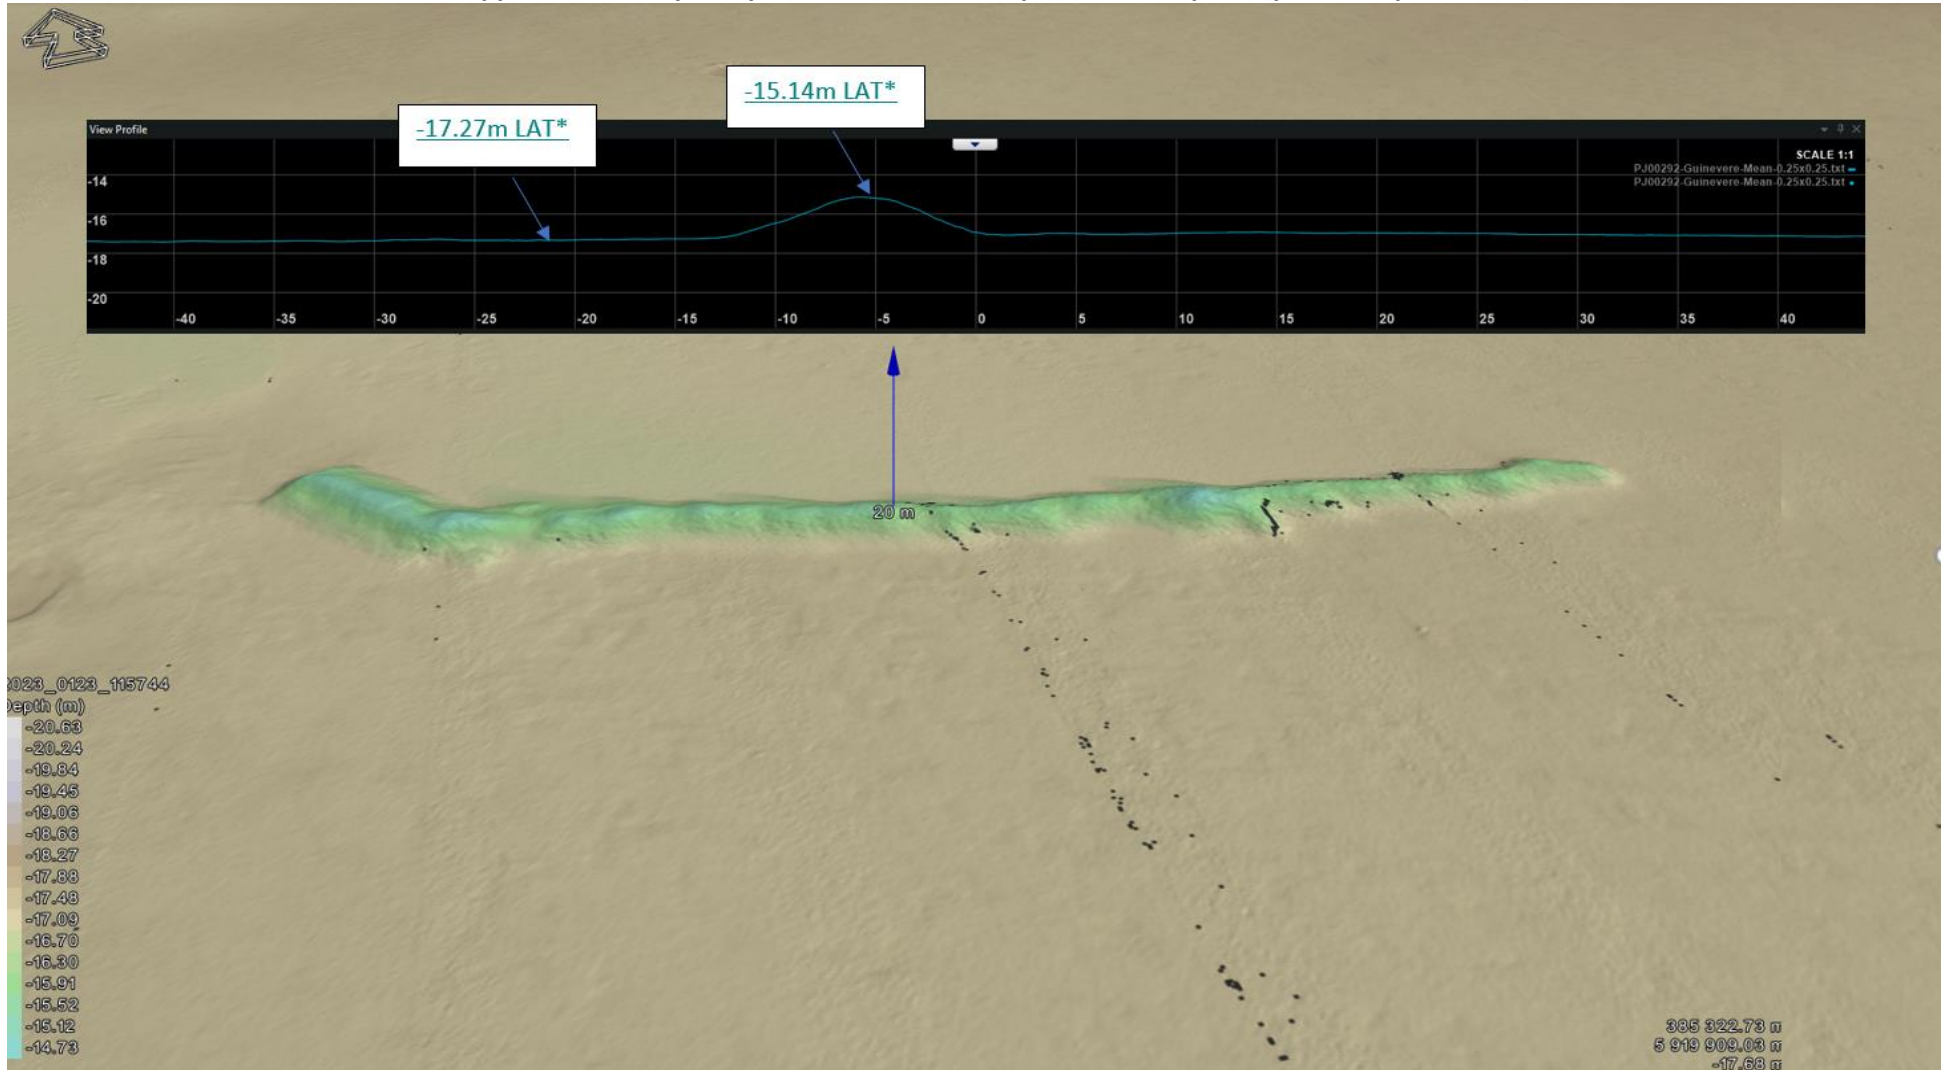 -15.14m LAT*
-17.27m LAT*
View Profile
SCALE 1:1
PJ00292-Guinevere-Mean-0.25x0.25.txt
PJ00292-Guinevere-Mean-0.25x0.25.txt
-14
-16
-18
-20
-40 -35 -30 -25 -20 -15 -10 -5 0 5 10 15 20 25 30 35 40
20 m
2023_0123_115744
Depth (m)
-20.63
-20.24
-19.84
-19.45
-19.06
-18.66
-18.27
-17.88
-17.48
-17.09
-16.70
-16.30
-15.91
-15.52
-15.12
-14.73
385 322.73 m
5 919 909.03 m
-17.68 m